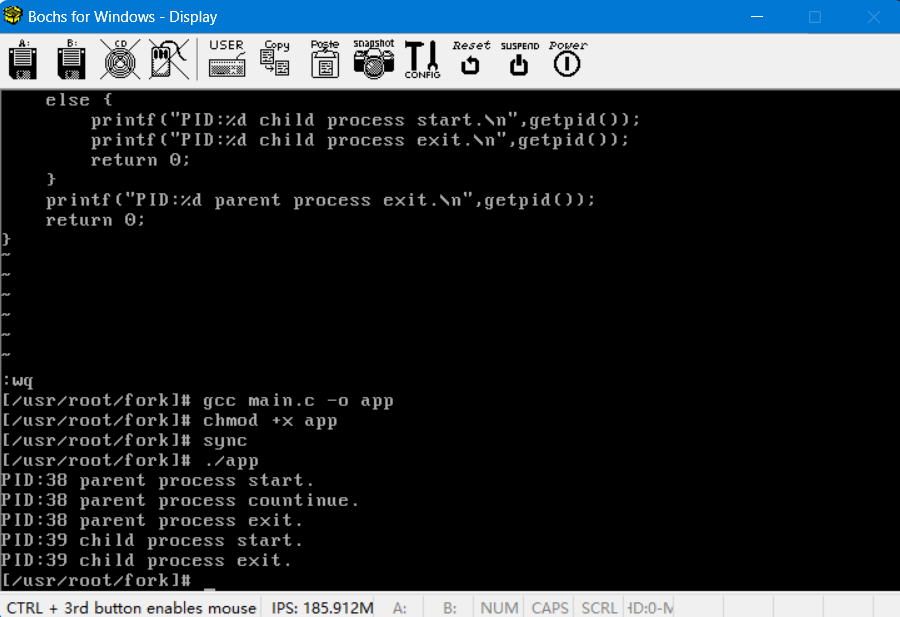 Bochs for Windows - Display
A: B: CD USER Copy Paste snapshot CONFIG Reset SUSPEND Power
    else {
        printf("PID:%d child process start.\n",getpid());
        printf("PID:%d child process exit.\n",getpid());
        return 0;
    }
    printf("PID:%d parent process exit.\n",getpid());
    return 0;
}
~
~
~
~
~
~
:wq
[/usr/root/fork]# gcc main.c -o app
[/usr/root/fork]# chmod +x app
[/usr/root/fork]# sync
[/usr/root/fork]# ./app
PID:38 parent process start.
PID:38 parent process countinue.
PID:38 parent process exit.
PID:39 child process start.
PID:39 child process exit.
[/usr/root/fork]# _
CTRL + 3rd button enables mouse IPS: 185.912M A: B: NUM CAPS SCRL HD:0-M